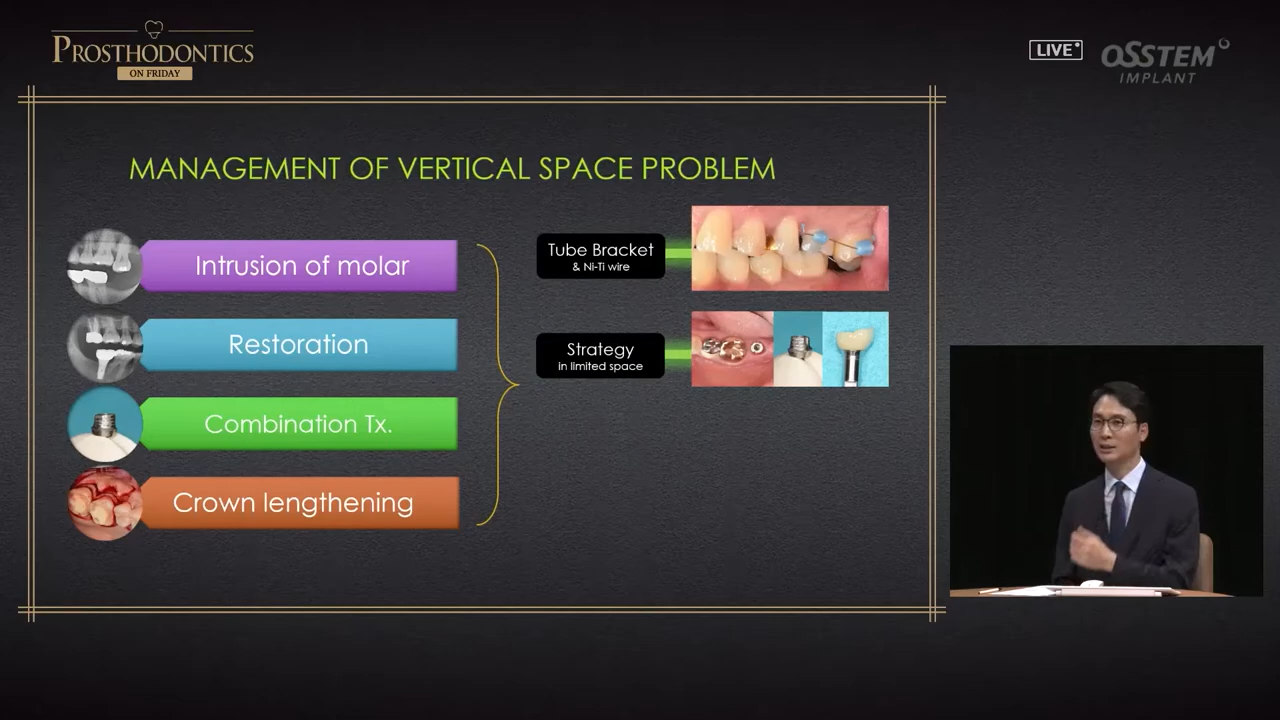 PROSTHODONTICS
ON FRIDAY
LIVE
OSSTEM
IMPLANT
MANAGEMENT OF VERTICAL SPACE PROBLEM
Intrusion of molar
Restoration
Combination Tx.
Crown lengthening
Tube Bracket
& Ni-Ti wire
Strategy
in limited space